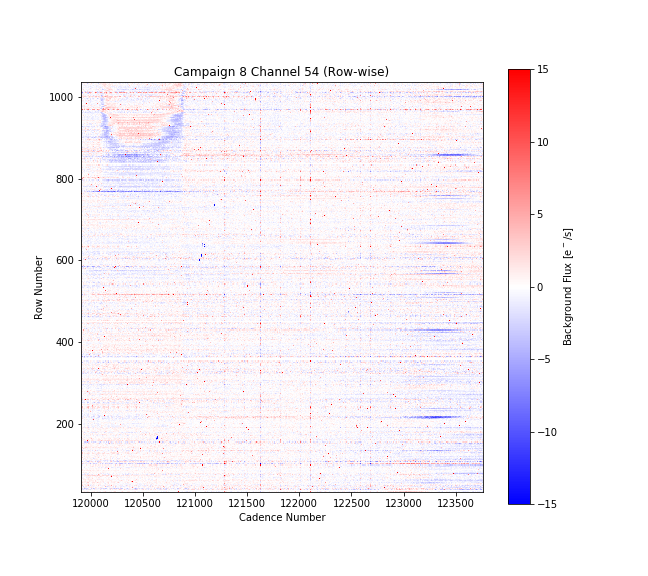 Campaign 8 Channel 54 (Row-wise)
Row Number
1000
800
600
400
200
120000 120500 121000 121500 122000 122500 123000 123500
Cadence Number
15
10
5
0
−5
−10
−15
Background Flux [e⁻/s]